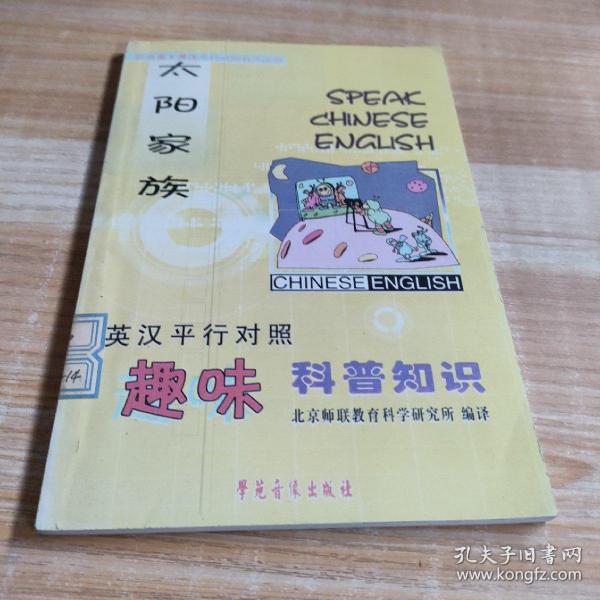 太阳家族
SPEAK
CHINESE
ENGLISH
CHINESE ENGLISH
英汉平行对照
趣味 科普知识
北京师联教育科学研究所 编译
學苑音像出版社
14
孔夫子旧书网
www.kongfz.com